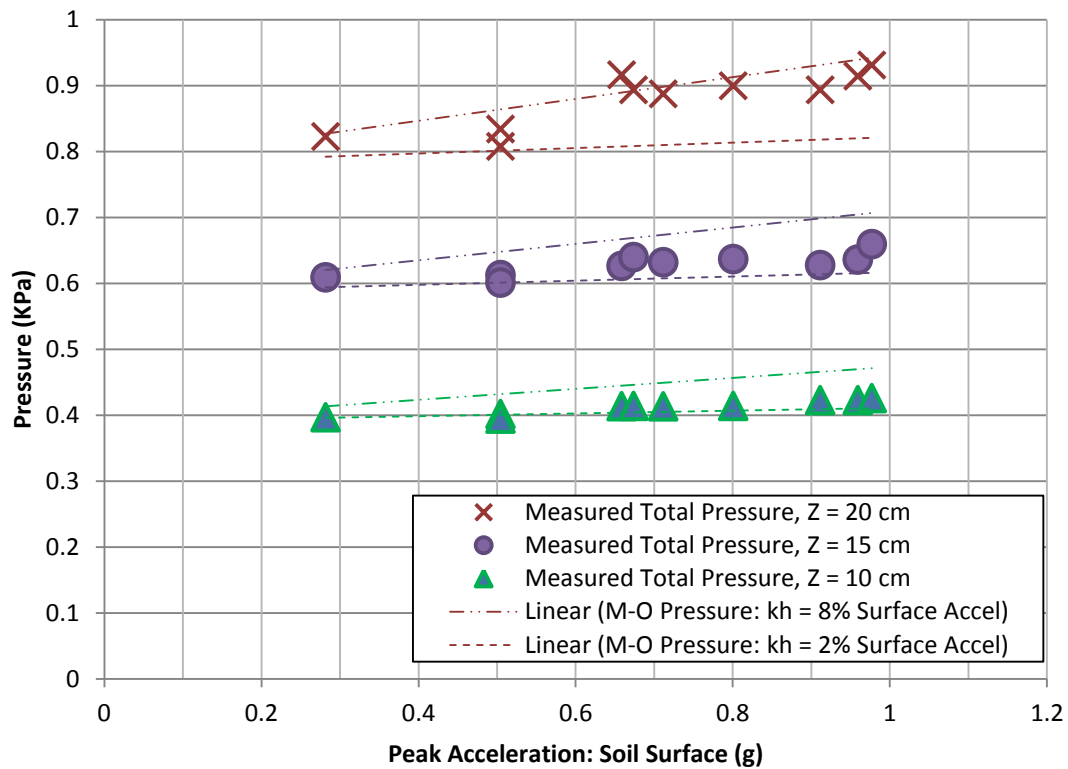 1
0.9
0.8
0.7
0.6
0.5
0.4
0.3
0.2
0.1
0
Pressure (KPa)
Measured Total Pressure, Z = 20 cm
Measured Total Pressure, Z = 15 cm
Measured Total Pressure, Z = 10 cm
Linear (M-O Pressure: kh = 8% Surface Accel)
Linear (M-O Pressure: kh = 2% Surface Accel)
0 0.2 0.4 0.6 0.8 1 1.2
Peak Acceleration: Soil Surface (g)